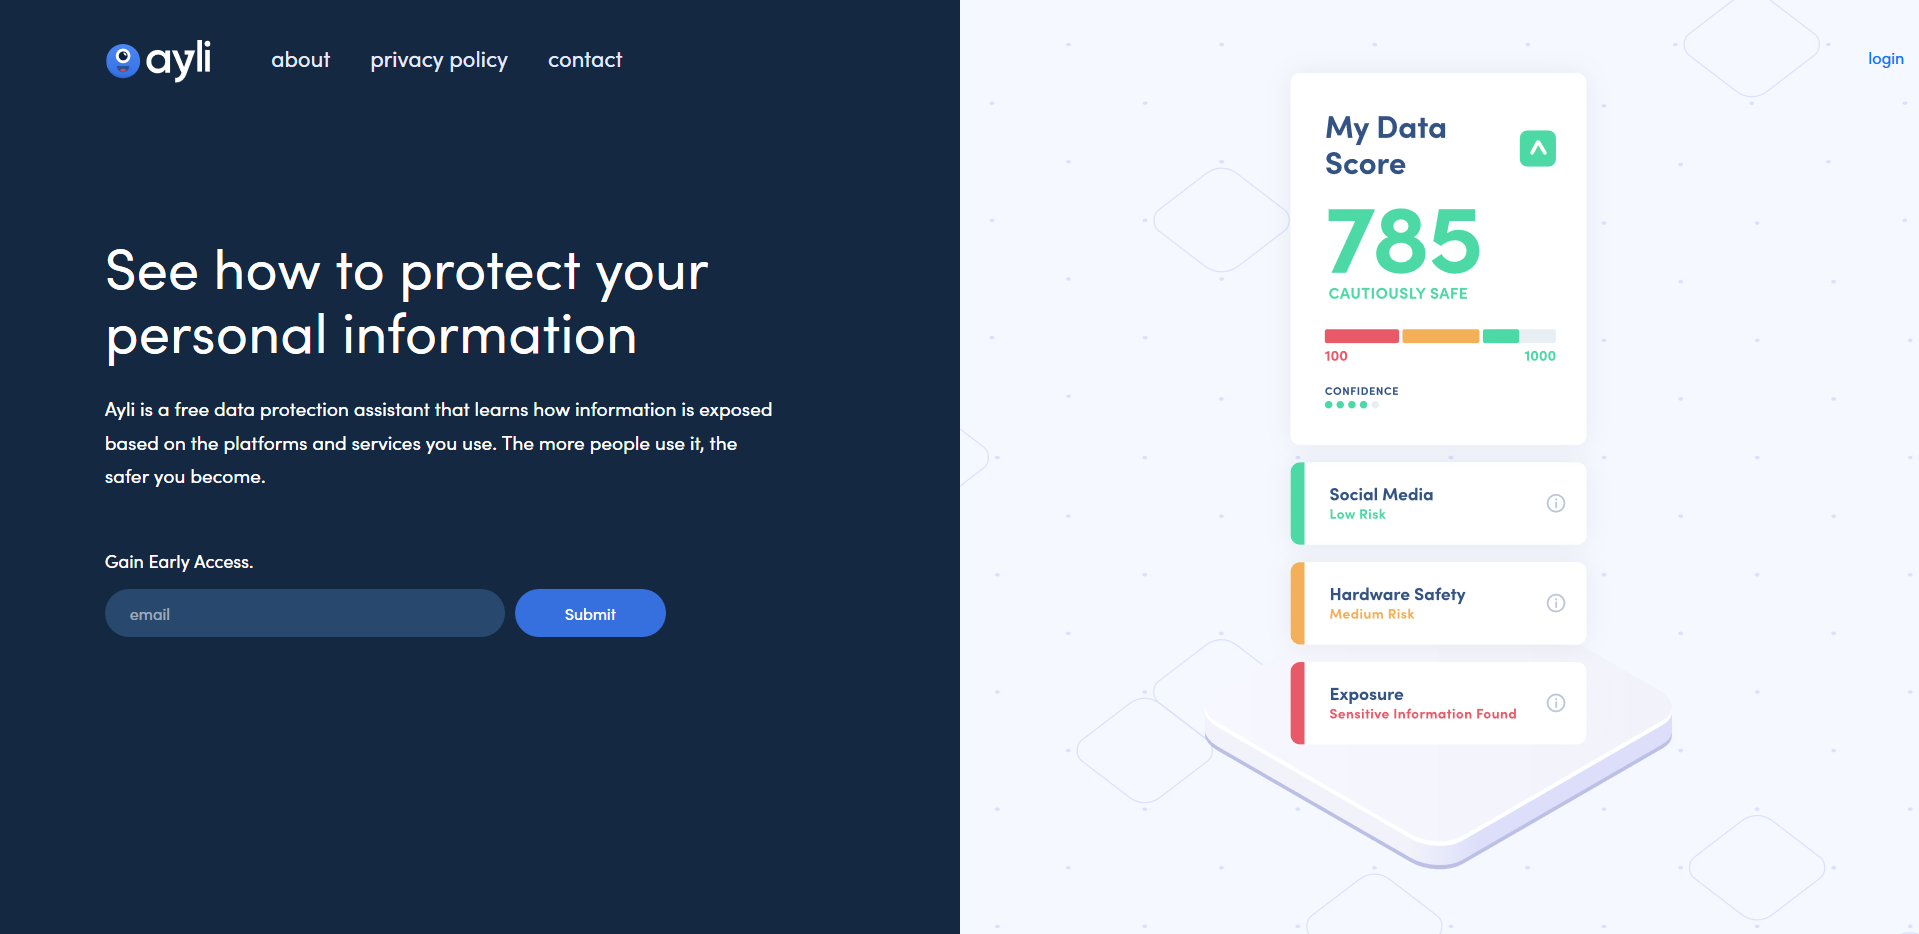 ayli
about
privacy policy
contact
login
See how to protect your
personal information
Ayli is a free data protection assistant that learns how information is exposed
based on the platforms and services you use. The more people use it, the
safer you become.
Gain Early Access.
email
Submit
My Data
Score
785
CAUTIOUSLY SAFE
100
1000
CONFIDENCE
Social Media
Low Risk
Hardware Safety
Medium Risk
Exposure
Sensitive Information Found